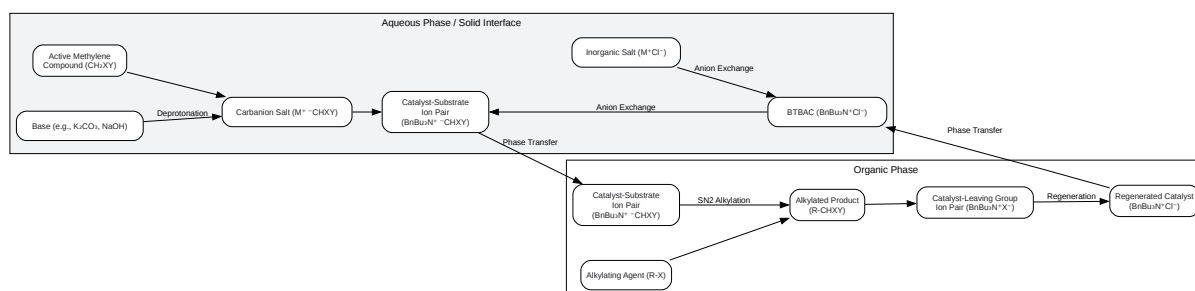 Aqueous Phase / Solid Interface
Active Methylene
Compound (CH₂XY)
Inorganic Salt (M⁺Cl⁻)
Anion Exchange
Base (e.g., K₂CO₃, NaOH)
Deprotonation
Carbanion Salt (M⁺ ⁻CHXY)
Catalyst-Substrate
Ion Pair
(BnBu₃N⁺ ⁻CHXY)
Anion Exchange
BTBAC (BnBu₃N⁺Cl⁻)
Phase Transfer
Phase Transfer
Organic Phase
Catalyst-Substrate
Ion Pair
(BnBu₃N⁺ ⁻CHXY)
SN2 Alkylation
Alkylated Product
(R-CHXY)
Catalyst-Leaving Group
Ion Pair (BnBu₃N⁺X⁻)
Regeneration
Regenerated Catalyst
(BnBu₃N⁺Cl⁻)
Alkylating Agent (R-X)